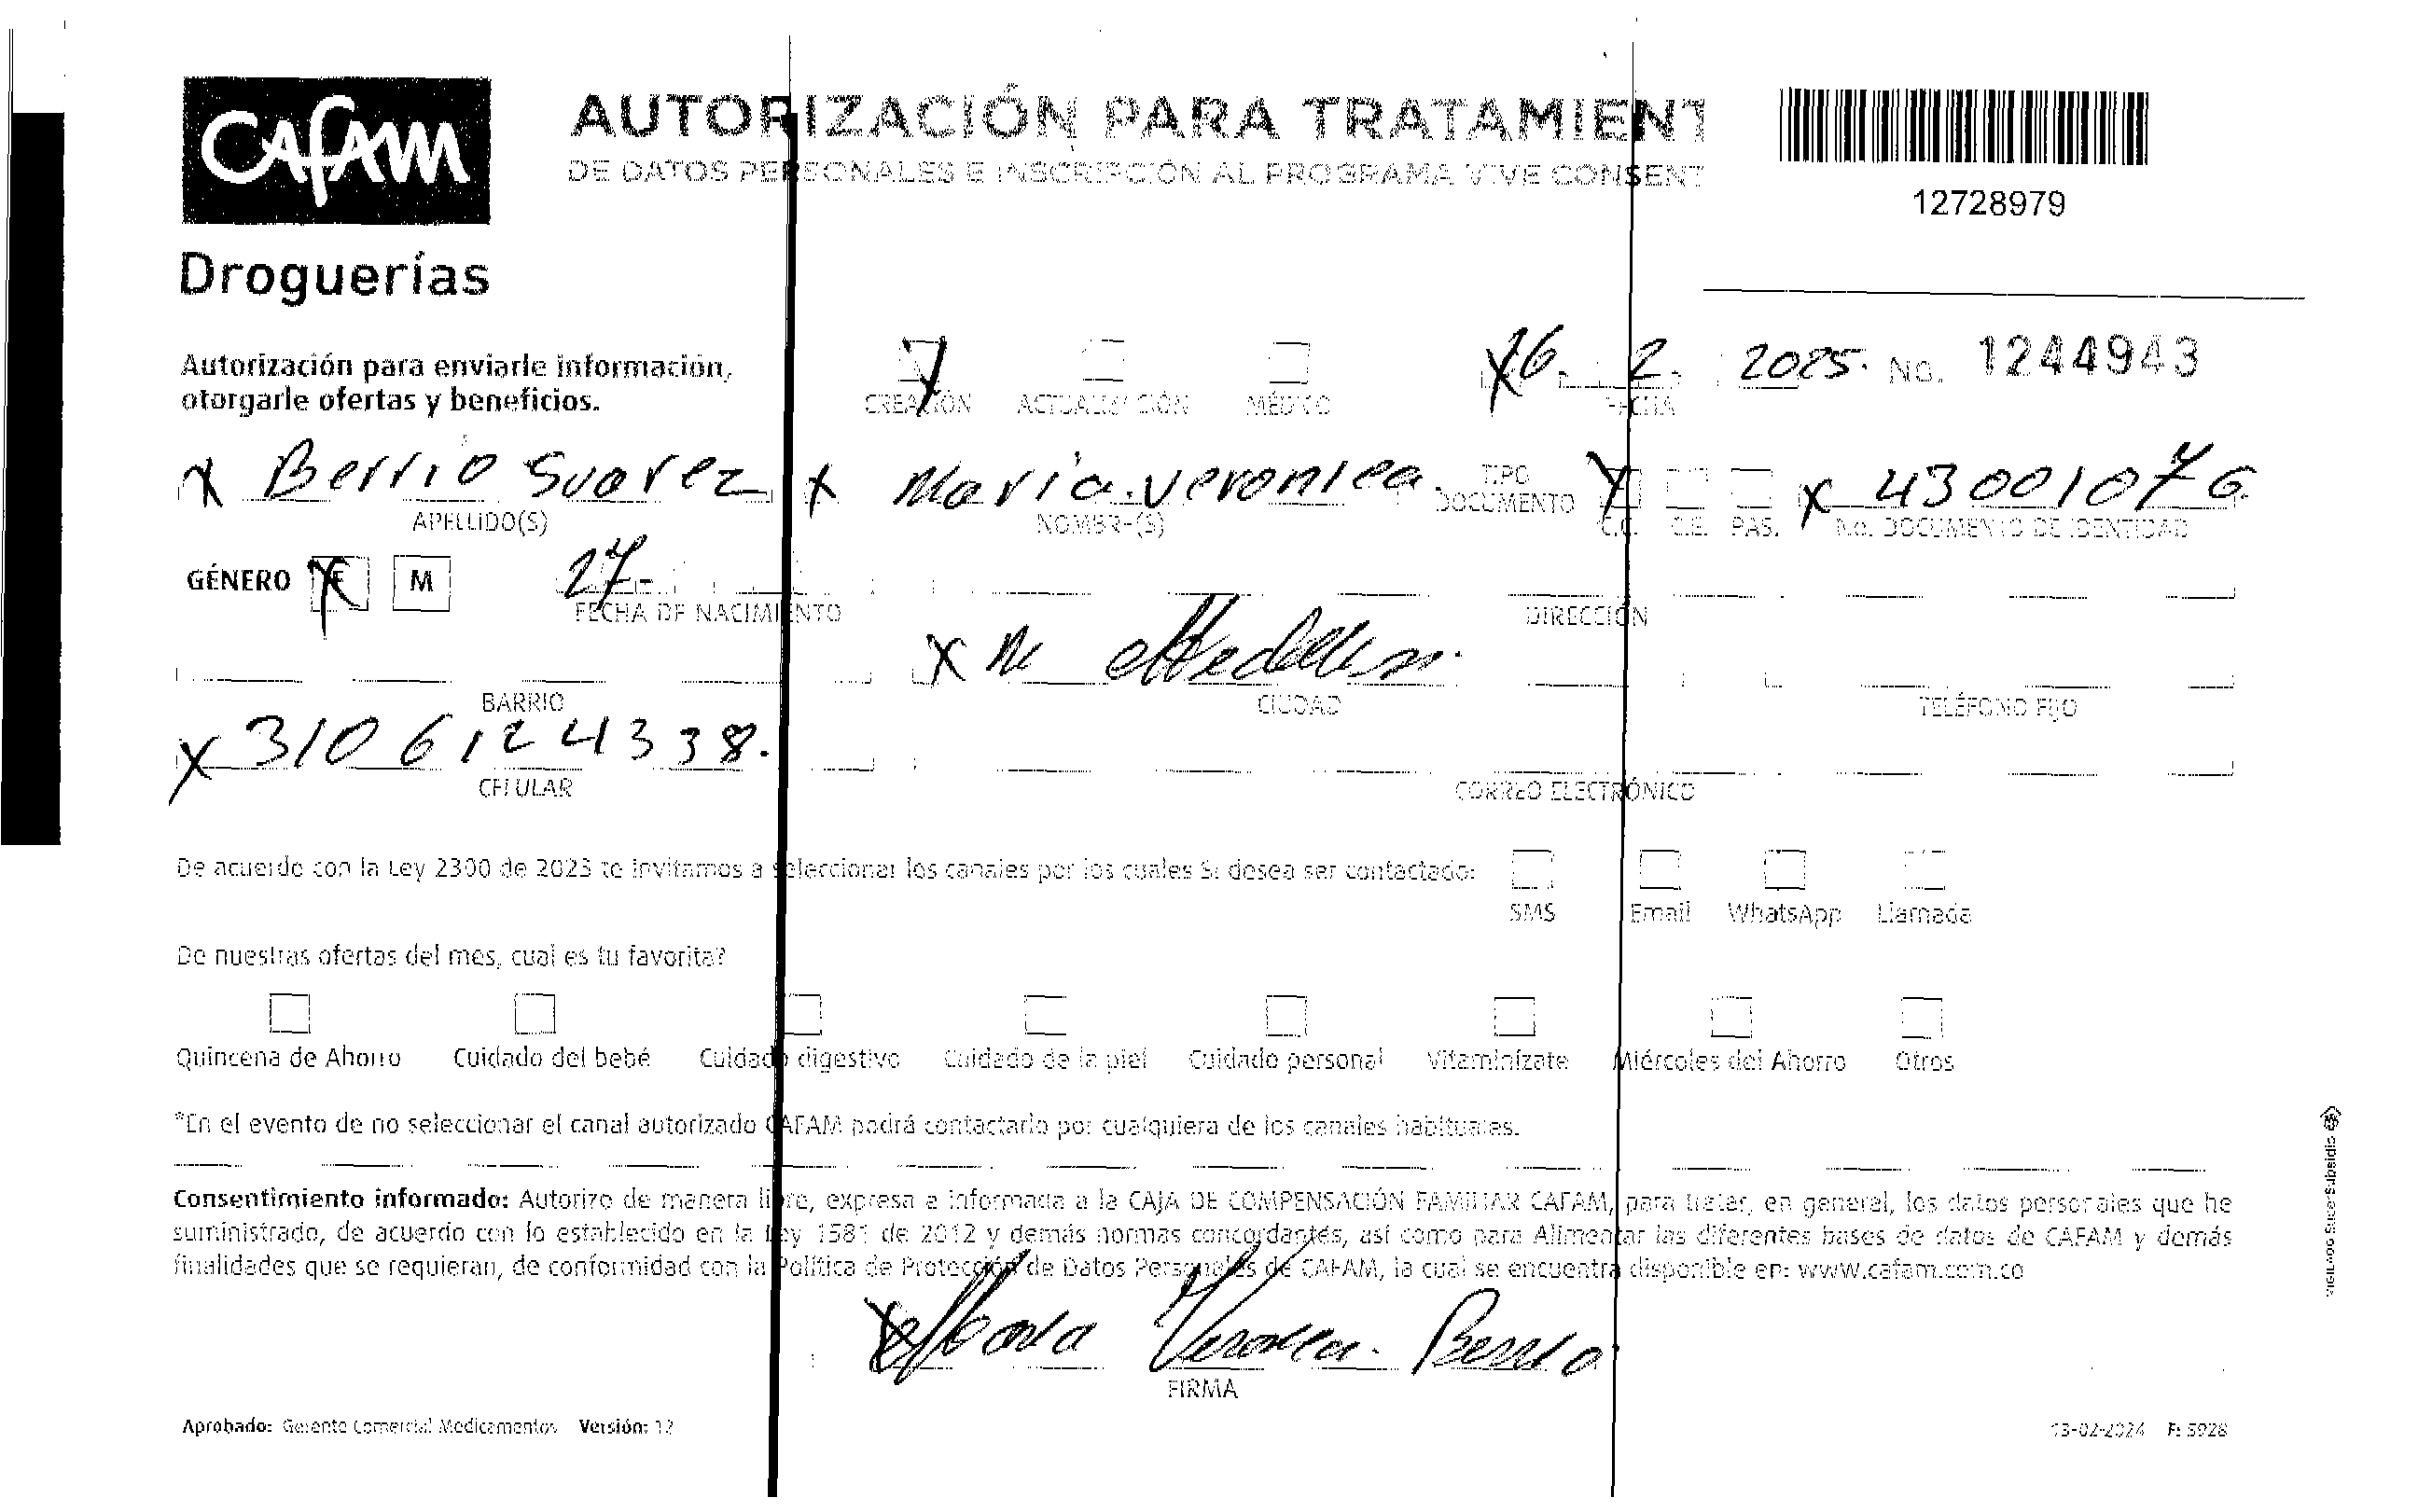 Cafam
AUTORIZACIÓN PARA TRATAMIENT
DE DATOS PERSONALES E INSCRIPCIÓN AL PROGRAMA VIVE CONSENT
12728979
Droguerías
Autorización para enviarle información,
otorgarle ofertas y beneficios.
CREACIÓN ACTUALIZACIÓN MÉDICO
26. 2. 2025. No. 1244943
FECHA
x Berrio Suarez x Maria.veronica. TIPO DOCUMENTO x 43001076
APELLIDO(S) NOMBRE(S) C.C. C.E. PAS. No. DOCUMENTO DE IDENTIDAD
GÉNERO F M 27-
FECHA DE NACIMIENTO DIRECCIÓN
x M Medellin.
BARRIO CIUDAD TELÉFONO FIJO
x 3106124338.
CELULAR CORREO ELECTRÓNICO
De acuerdo con la Ley 2300 de 2023 te invitamos a seleccionar los canales por los cuales Si desea ser contactado:
SMS Email WhatsApp Llamada
De nuestras ofertas del mes, cual es tu favorita?
Quincena de Ahorro Cuidado del bebé Cuidado digestivo Cuidado de la piel Cuidado personal Vitaminízate Miércoles del Ahorro Otros
*En el evento de no seleccionar el canal autorizado CAFAM podrá contactarlo por cualquiera de los canales habituales.
Consentimiento informado: Autorizo de manera libre, expresa e informada a la CAJA DE COMPENSACIÓN FAMILIAR CAFAM, para tratar, en general, los datos personales que he
suministrado, de acuerdo con lo establecido en la Ley 1581 de 2012 y demás normas concordantes, así como para Alimentar las diferentes bases de datos de CAFAM y demás
finalidades que se requieran, de conformidad con la Política de Protección de Datos Personales de CAFAM, la cual se encuentra disponible en: www.cafam.com.co
x Maria Veronica. Berrio
FIRMA
Aprobado: Gerente Comercial Medicamentos Versión: 12
13-02-2024 F: 5928
VIGILADO SuperSubsidio